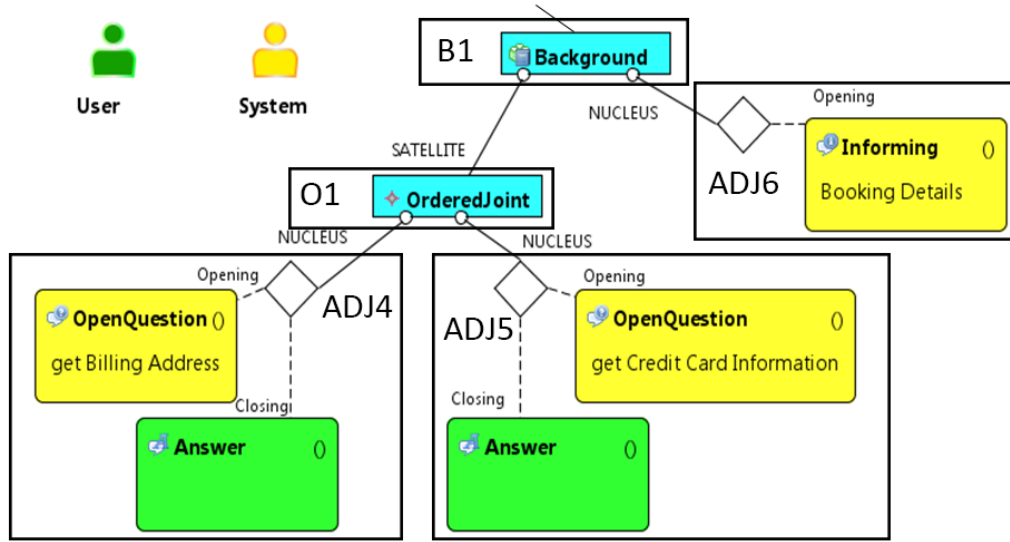 User
System
B1
Background
NUCLEUS
Opening
Informing ()
Booking Details
ADJ6
SATELLITE
O1
OrderedJoint
NUCLEUS
NUCLEUS
Opening
ADJ4
OpenQuestion ()
get Billing Address
Closing
Answer ()
Opening
ADJ5
OpenQuestion ()
get Credit Card Information
Closing
Answer ()